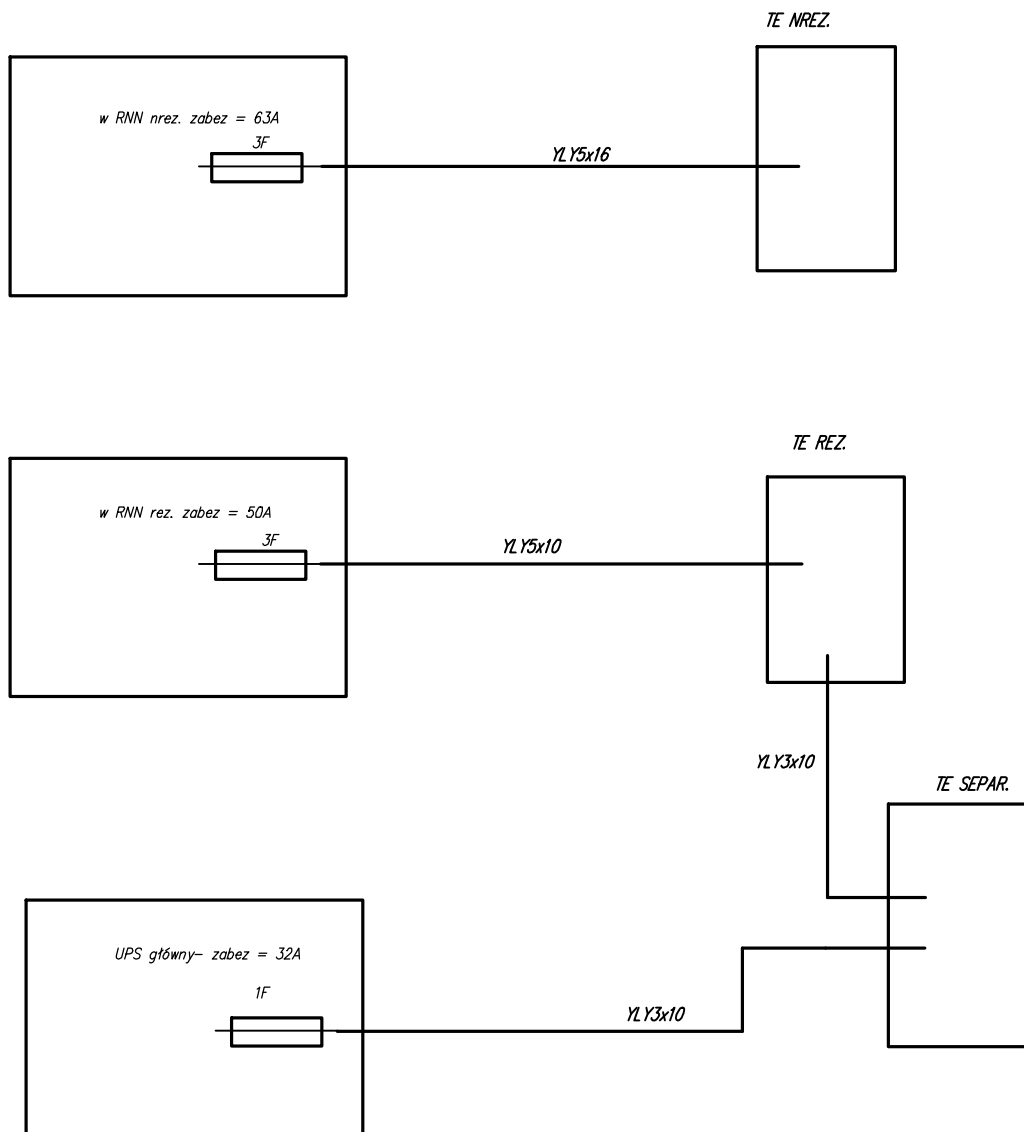 TE NREZ.
w RNN nrez. zabez = 63A
3F
YLY5x16
TE REZ.
w RNN rez. zabez = 50A
3F
YLY5x10
YLY3x10
TE SEPAR.
UPS główny- zabez = 32A
1F
YLY3x10